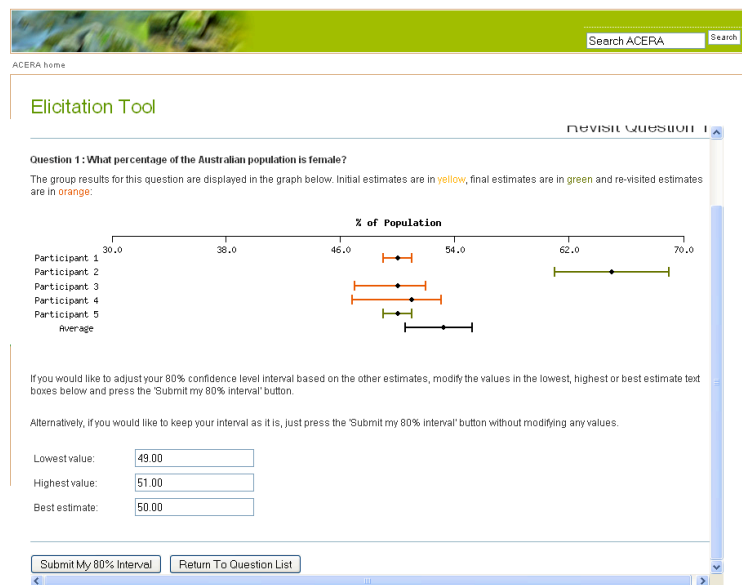 Search ACERA
Search
ACERA home
Elicitation Tool
Revisit Question 1
Question 1 : What percentage of the Australian population is female?
The group results for this question are displayed in the graph below. Initial estimates are in yellow, final estimates are in green and re-visited estimates
are in orange:
% of Population
30.0 38.0 46.0 54.0 62.0 70.0
Participant 1
Participant 2
Participant 3
Participant 4
Participant 5
Average
If you would like to adjust your 80% confidence level interval based on the other estimates, modify the values in the lowest, highest or best estimate text
boxes below and press the 'Submit my 80% interval' button.
Alternatively, if you would like to keep your interval as it is, just press the 'Submit my 80% interval' button without modifying any values.
Lowest value: 49.00
Highest value: 51.00
Best estimate: 50.00
Submit My 80% Interval Return To Question List